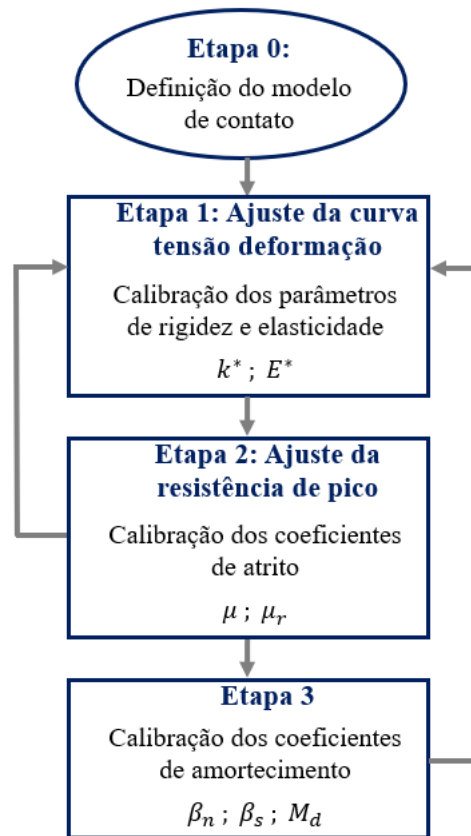 Etapa 0:
Definição do modelo
de contato
Etapa 1: Ajuste da curva
tensão deformação
Calibração dos parâmetros
de rigidez e elasticidade
k* ; E*
Etapa 2: Ajuste da
resistência de pico
Calibração dos coeficientes
de atrito
μ ; μᵣ
Etapa 3
Calibração dos coeficientes
de amortecimento
βₙ ; βₛ ; M_d